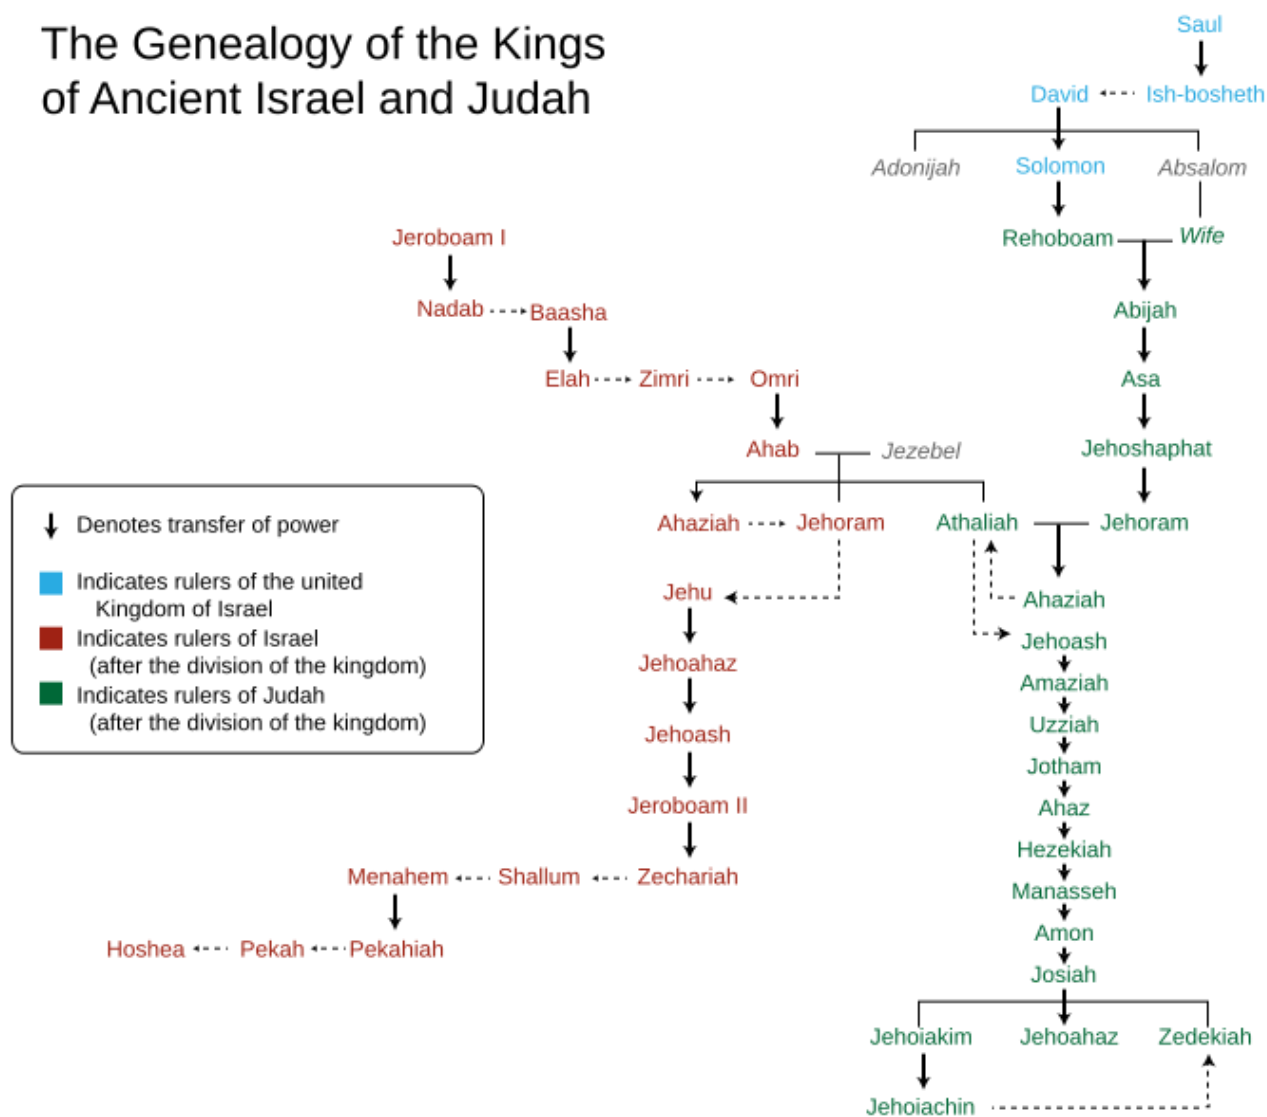 The Genealogy of the Kings
of Ancient Israel and Judah
Saul
David
Ish-bosheth
Adonijah
Solomon
Absalom
Jeroboam I
Rehoboam
Wife
Nadab
Baasha
Abijah
Elah
Zimri
Omri
Asa
Ahab
Jezebel
Jehoshaphat
Ahaziah
Jehoram
Athaliah
Jehoram
Jehu
Ahaziah
Jehoash
Jehoahaz
Amaziah
Jehoash
Uzziah
Jotham
Jeroboam II
Ahaz
Hezekiah
Menahem
Shallum
Zechariah
Manasseh
Amon
Hoshea
Pekah
Pekahiah
Josiah
Jehoiakim
Jehoahaz
Zedekiah
Jehoiachin
Denotes transfer of power
Indicates rulers of the united
Kingdom of Israel
Indicates rulers of Israel
(after the division of the kingdom)
Indicates rulers of Judah
(after the division of the kingdom)